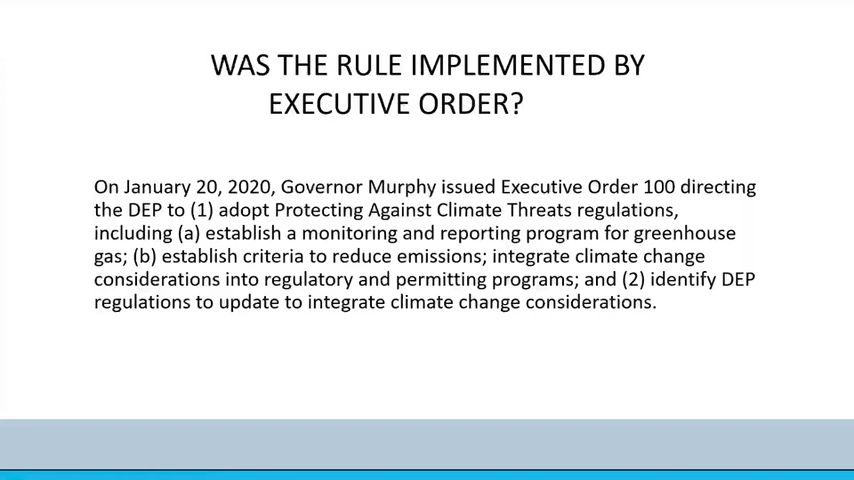 WAS THE RULE IMPLEMENTED BY
EXECUTIVE ORDER?
On January 20, 2020, Governor Murphy issued Executive Order 100 directing
the DEP to (1) adopt Protecting Against Climate Threats regulations,
including (a) establish a monitoring and reporting program for greenhouse
gas; (b) establish criteria to reduce emissions; integrate climate change
considerations into regulatory and permitting programs; and (2) identify DEP
regulations to update to integrate climate change considerations.